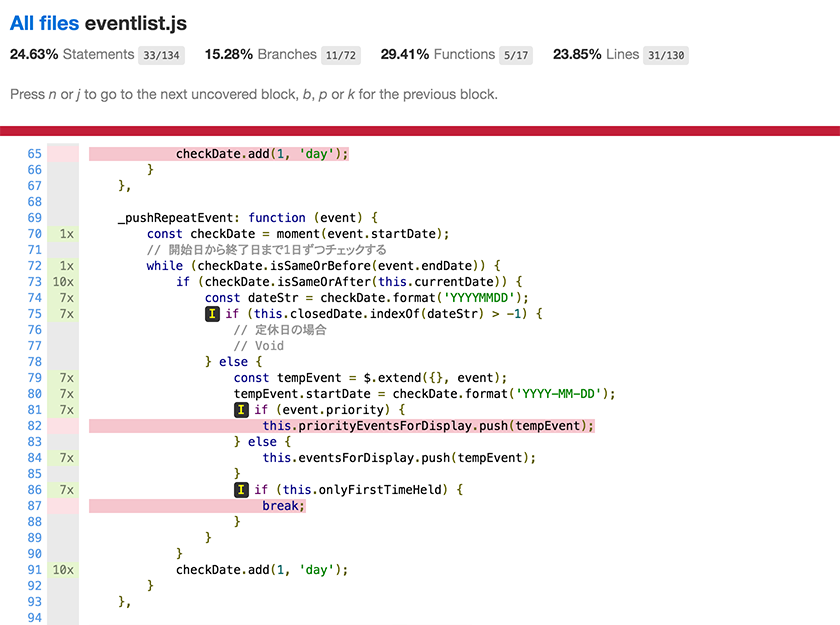 All files eventlist.js
24.63% Statements 33/134 15.28% Branches 11/72 29.41% Functions 5/17 23.85% Lines 31/130
Press n or j to go to the next uncovered block, b, p or k for the previous block.
65 checkDate.add(1, 'day');
66 }
67 },
68
69 _pushRepeatEvent: function (event) {
70 1x const checkDate = moment(event.startDate);
71 // 開始日から終了日まで1日ずつチェックする
72 1x while (checkDate.isSameOrBefore(event.endDate)) {
73 10x if (checkDate.isSameOrAfter(this.currentDate)) {
74 7x const dateStr = checkDate.format('YYYYMMDD');
75 7x I if (this.closedDate.indexOf(dateStr) > -1) {
76 // 定休日の場合
77 // Void
78 } else {
79 7x const tempEvent = $.extend({}, event);
80 7x tempEvent.startDate = checkDate.format('YYYY-MM-DD');
81 7x I if (event.priority) {
82 this.priorityEventsForDisplay.push(tempEvent);
83 } else {
84 7x this.eventsForDisplay.push(tempEvent);
85 }
86 7x I if (this.onlyFirstTimeHeld) {
87 break;
88 }
89 }
90 }
91 10x checkDate.add(1, 'day');
92 }
93 },
94